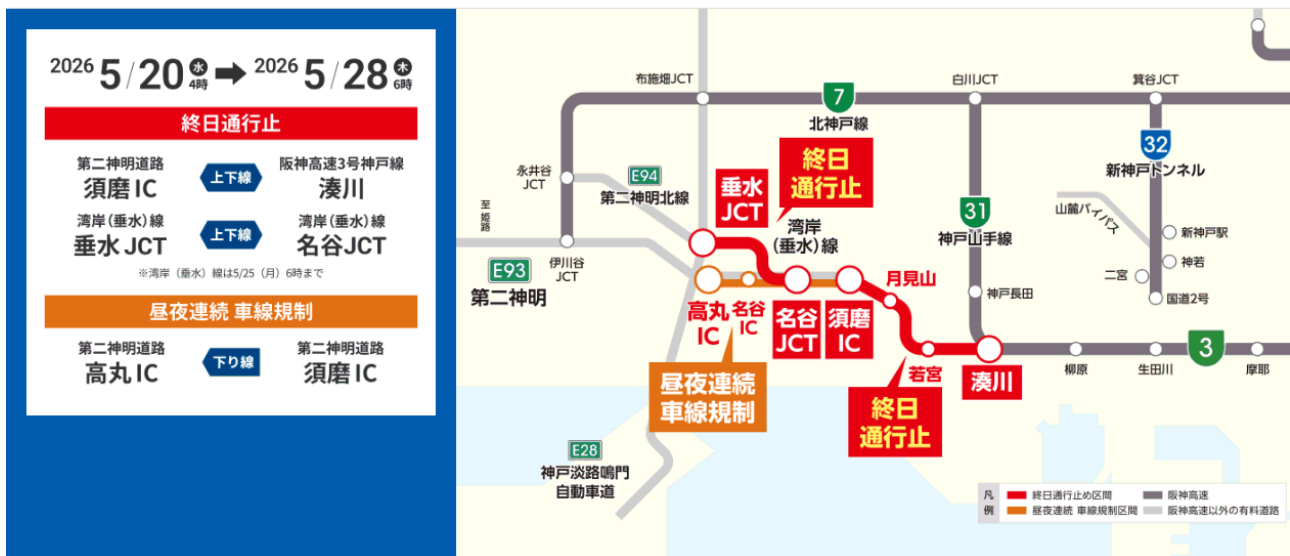 2026 5/20 水 4時 ➡ 2026 5/28 木 6時
終日通行止
第二神明道路
須磨 IC
上下線
阪神高速3号神戸線
湊川
湾岸(垂水)線
垂水 JCT
上下線
湾岸(垂水)線
名谷JCT
※湾岸（垂水）線は5/25（月）6時まで
昼夜連続 車線規制
第二神明道路
高丸 IC
下り線
第二神明道路
須磨 IC
布施畑JCT
白川JCT
箕谷JCT
7
北神戸線
32
新神戸トンネル
永井谷
JCT
E94
第二神明北線
垂水
JCT
終日
通行止
湾岸
(垂水)線
31
神戸山手線
山麓バイパス
新神戸駅
神若
二宮
国道2号
至 姫路
E93
第二神明
伊川谷
JCT
高丸
IC
名谷
IC
名谷
JCT
須磨
IC
月見山
神戸長田
若宮
湊川
柳原
生田川
3
摩耶
昼夜連続
車線規制
終日
通行止
E28
神戸淡路鳴門
自動車道
凡例
終日通行止め区間
阪神高速
昼夜連続 車線規制区間
阪神高速以外の有料道路